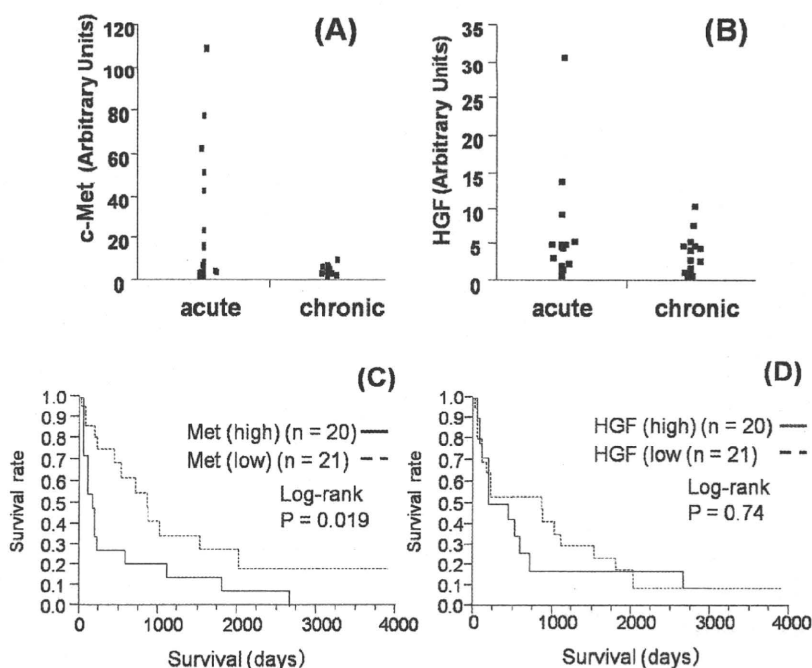 (A)
c-Met (Arbitrary Units)
120
100
80
60
40
20
0
acute chronic
(B)
HGF (Arbitrary Units)
35
30
25
20
15
10
5
0
acute chronic
(C)
Survival rate
1.0
0.9
0.8
0.7
0.6
0.5
0.4
0.3
0.2
0.1
0.0
Met (high) (n = 20)
Met (low) (n = 21)
Log-rank
P = 0.019
0 1000 2000 3000 4000
Survival (days)
(D)
Survival rate
1.0
0.9
0.8
0.7
0.6
0.5
0.4
0.3
0.2
0.1
0.0
HGF (high) (n = 20)
HGF (low (n = 21)
Log-rank
P = 0.74
0 1000 2000 3000 4000
Survival (days)